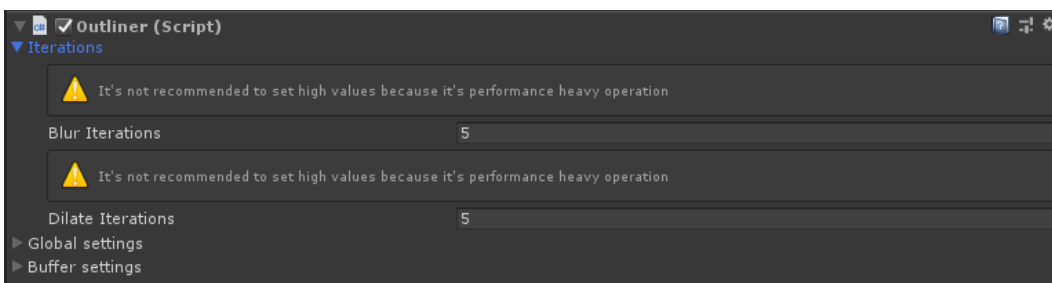 Outliner (Script)
Iterations
It's not recommended to set high values because it's performance heavy operation
Blur Iterations 5
It's not recommended to set high values because it's performance heavy operation
Dilate Iterations 5
Global settings
Buffer settings